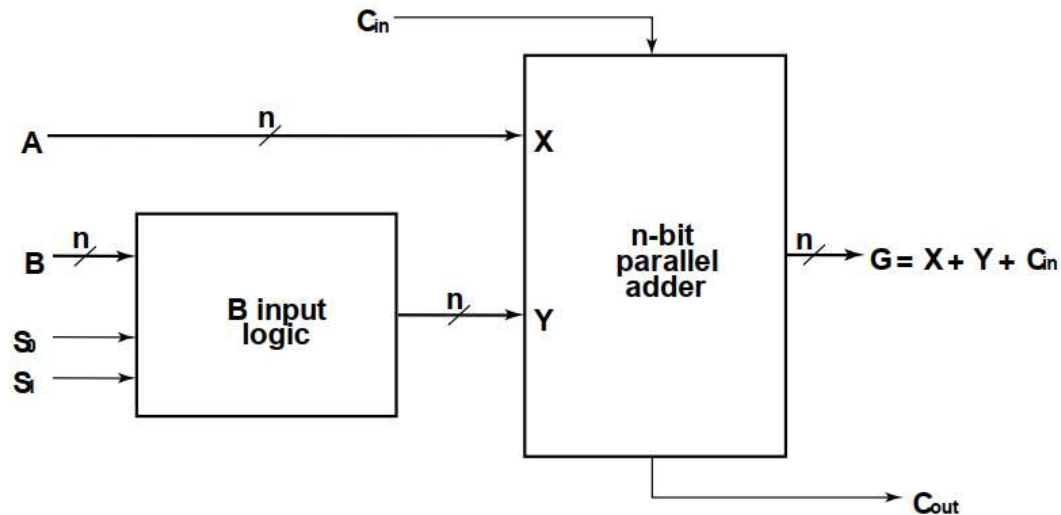 Cin
n
A
X
n
B
B input
logic
S0
S1
n
Y
n-bit
parallel
adder
n
G = X + Y + Cin
Cout